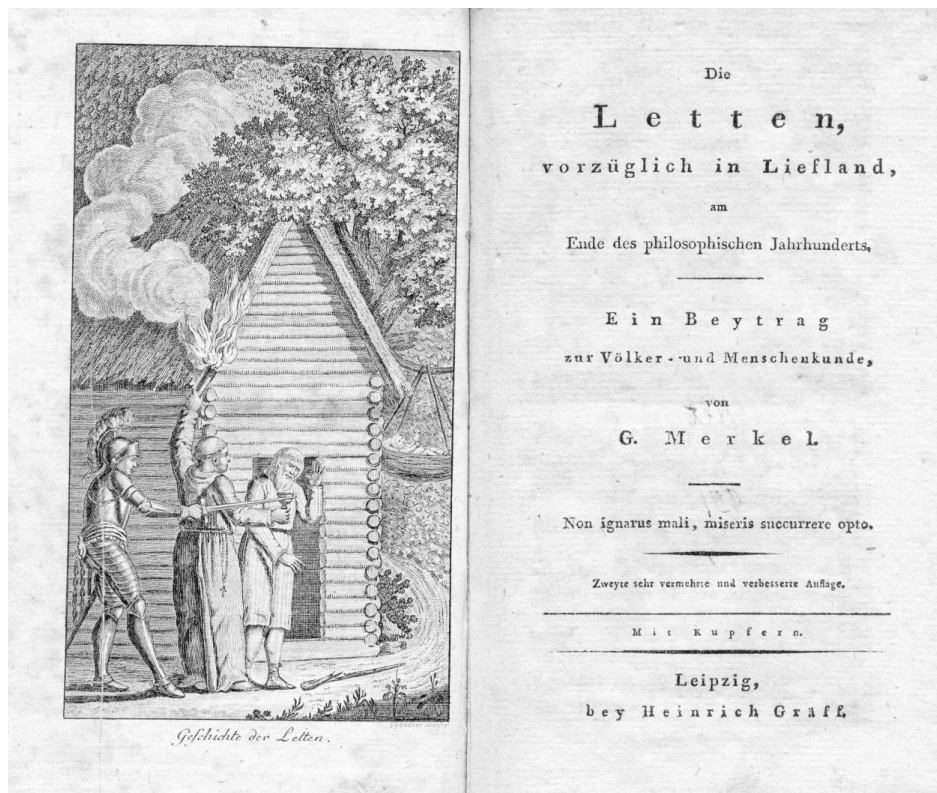 Geschichte der Letten.
Die
Letten,
vorzüglich in Liefland,
am
Ende des philosophischen Jahrhunderts.
Ein Beytrag
zur Völker- und Menschenkunde,
von
G. Merkel.
Non ignarus mali, miseris succurrere opto.
Zweyte sehr vermehrte und verbesserte Auflage.
Mit Kupfern.
Leipzig,
bey Heinrich Gräff.